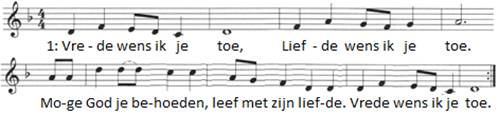 1: Vre - de wens ik je toe, Lief - de wens ik je toe.
Mo-ge God je be-hoeden, leef met zijn lief-de. Vrede wens ik je toe.